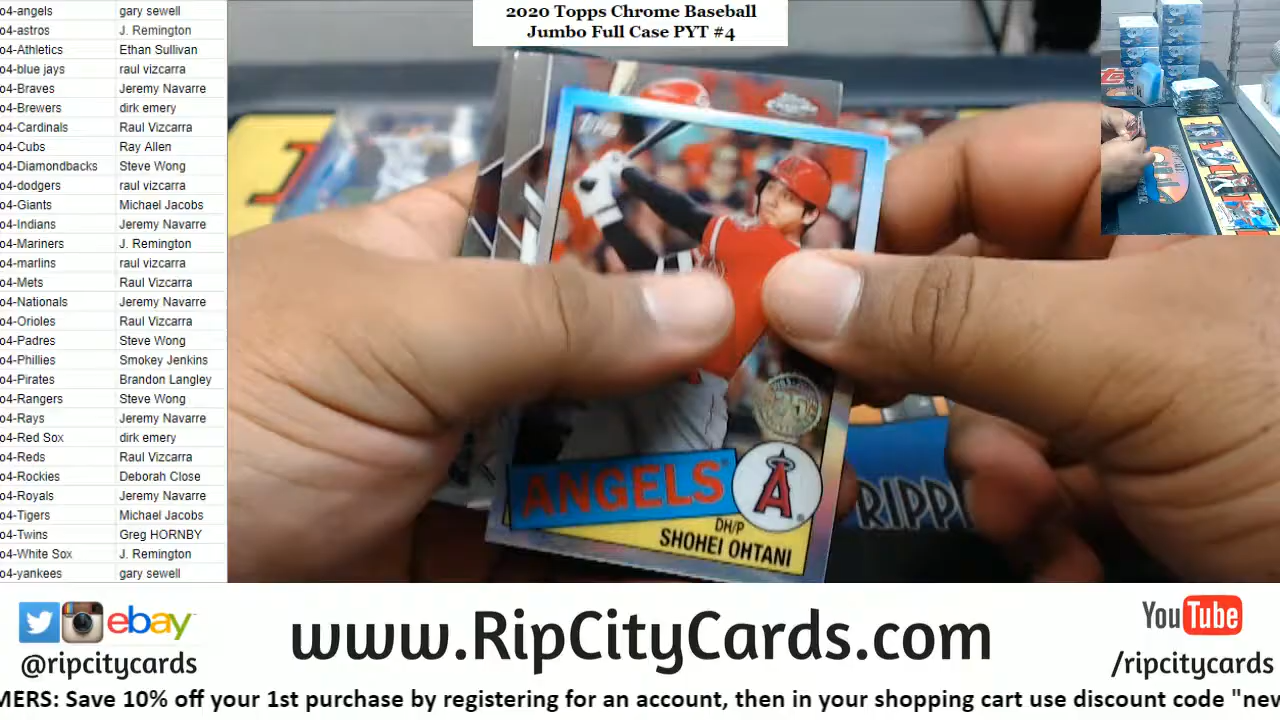 2020 Topps Chrome Baseball
Jumbo Full Case PYT #4
o4-angels gary sewell
o4-astros J. Remington
o4-Athletics Ethan Sullivan
o4-blue jays raul vizcarra
o4-Braves Jeremy Navarre
o4-Brewers dirk emery
o4-Cardinals Raul Vizcarra
o4-Cubs Ray Allen
o4-Diamondbacks Steve Wong
o4-dodgers raul vizcarra
o4-Giants Michael Jacobs
o4-Indians Jeremy Navarre
o4-Mariners J. Remington
o4-marlins raul vizcarra
o4-Mets Raul Vizcarra
o4-Nationals Jeremy Navarre
o4-Orioles Raul Vizcarra
o4-Padres Steve Wong
o4-Phillies Smokey Jenkins
o4-Pirates Brandon Langley
o4-Rangers Steve Wong
o4-Rays Jeremy Navarre
o4-Red Sox dirk emery
o4-Reds Raul Vizcarra
o4-Rockies Deborah Close
o4-Royals Jeremy Navarre
o4-Tigers Michael Jacobs
o4-Twins Greg HORNBY
o4-White Sox J. Remington
o4-yankees gary sewell
Topps
ANGELS
A
DH/P
SHOHEI OHTANI
RIPP
ebay
@ripcitycards
www.RipCityCards.com
YouTube
/ripcitycards
MERS: Save 10% off your 1st purchase by registering for an account, then in your shopping cart use discount code "new